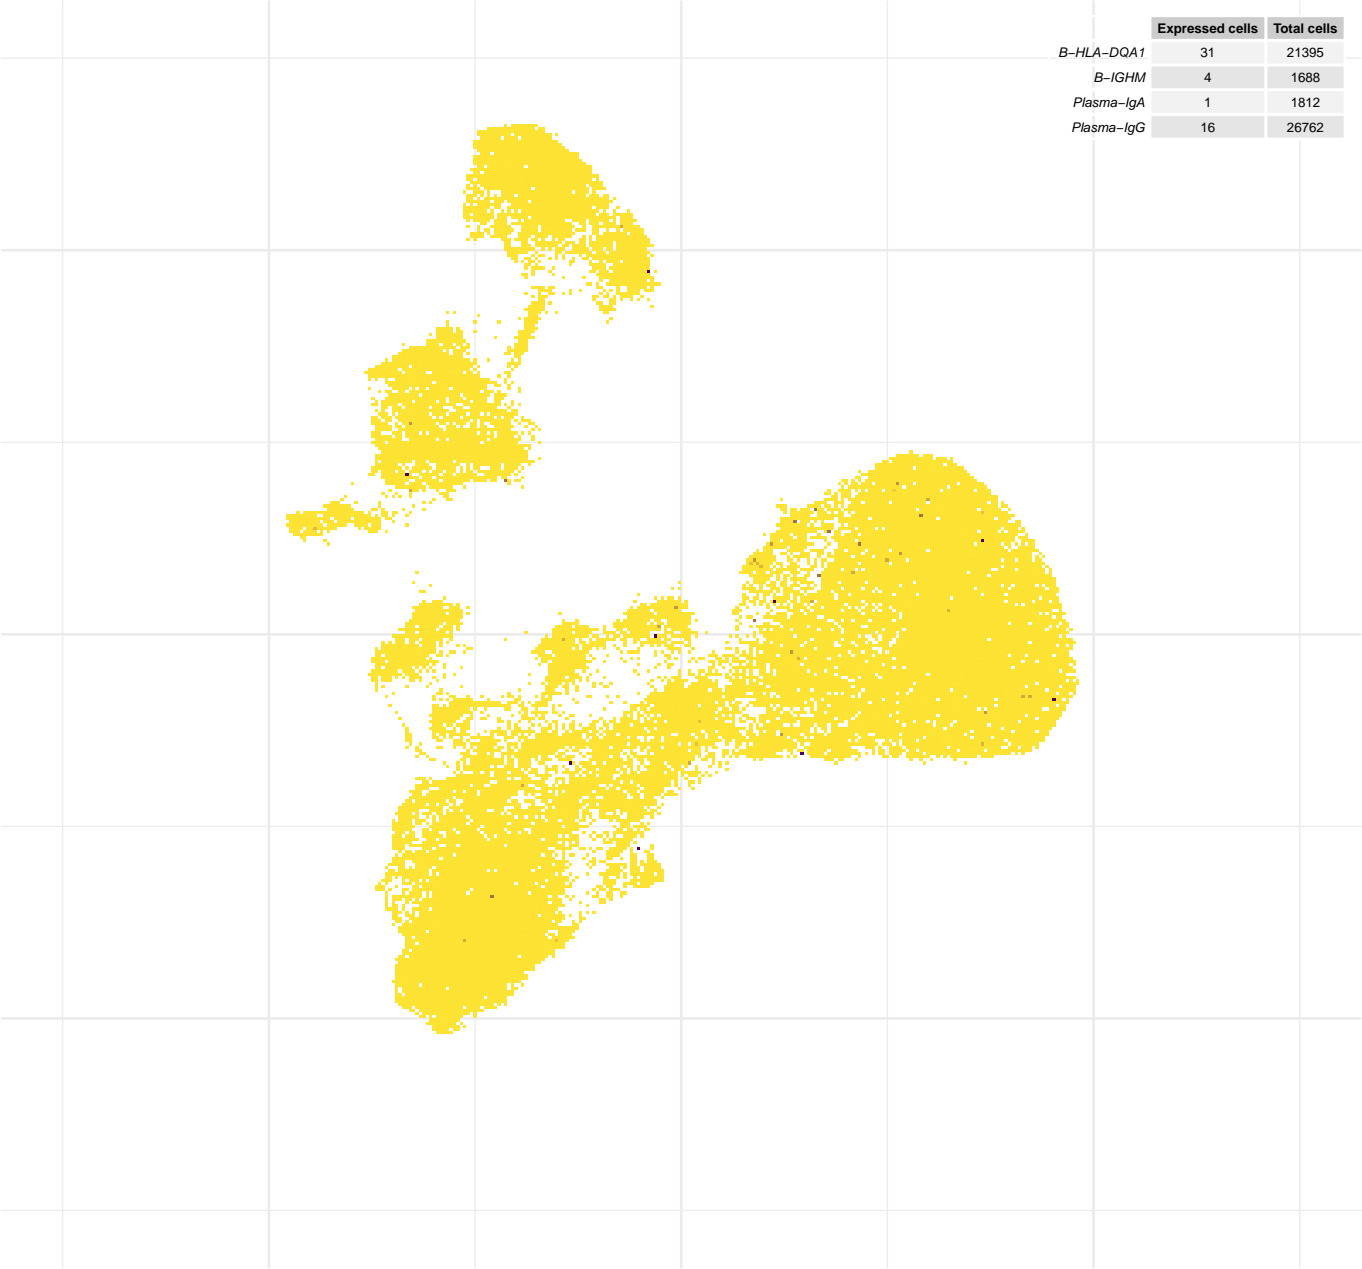 Expressed cells Total cells
B−HLA−DQA1 31 21395
B−IGHM 4 1688
Plasma−IgA 1 1812
Plasma−IgG 16 26762